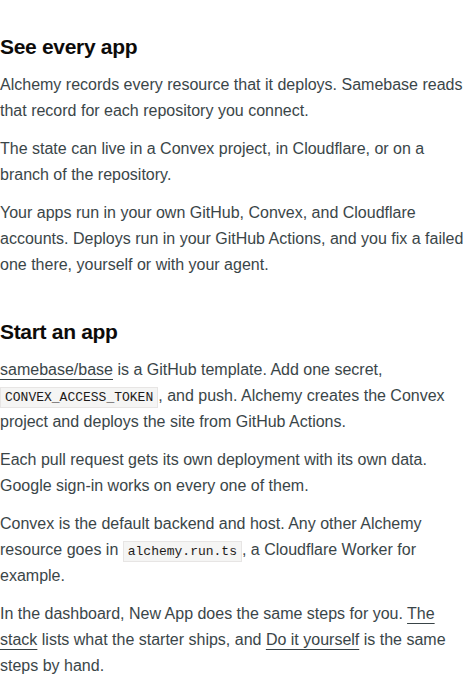 See every app
Alchemy records every resource that it deploys. Samebase reads
that record for each repository you connect.
The state can live in a Convex project, in Cloudflare, or on a
branch of the repository.
Your apps run in your own GitHub, Convex, and Cloudflare
accounts. Deploys run in your GitHub Actions, and you fix a failed
one there, yourself or with your agent.
Start an app
samebase/base is a GitHub template. Add one secret,
CONVEX_ACCESS_TOKEN, and push. Alchemy creates the Convex
project and deploys the site from GitHub Actions.
Each pull request gets its own deployment with its own data.
Google sign-in works on every one of them.
Convex is the default backend and host. Any other Alchemy
resource goes in alchemy.run.ts, a Cloudflare Worker for
example.
In the dashboard, New App does the same steps for you. The
stack lists what the starter ships, and Do it yourself is the same
steps by hand.